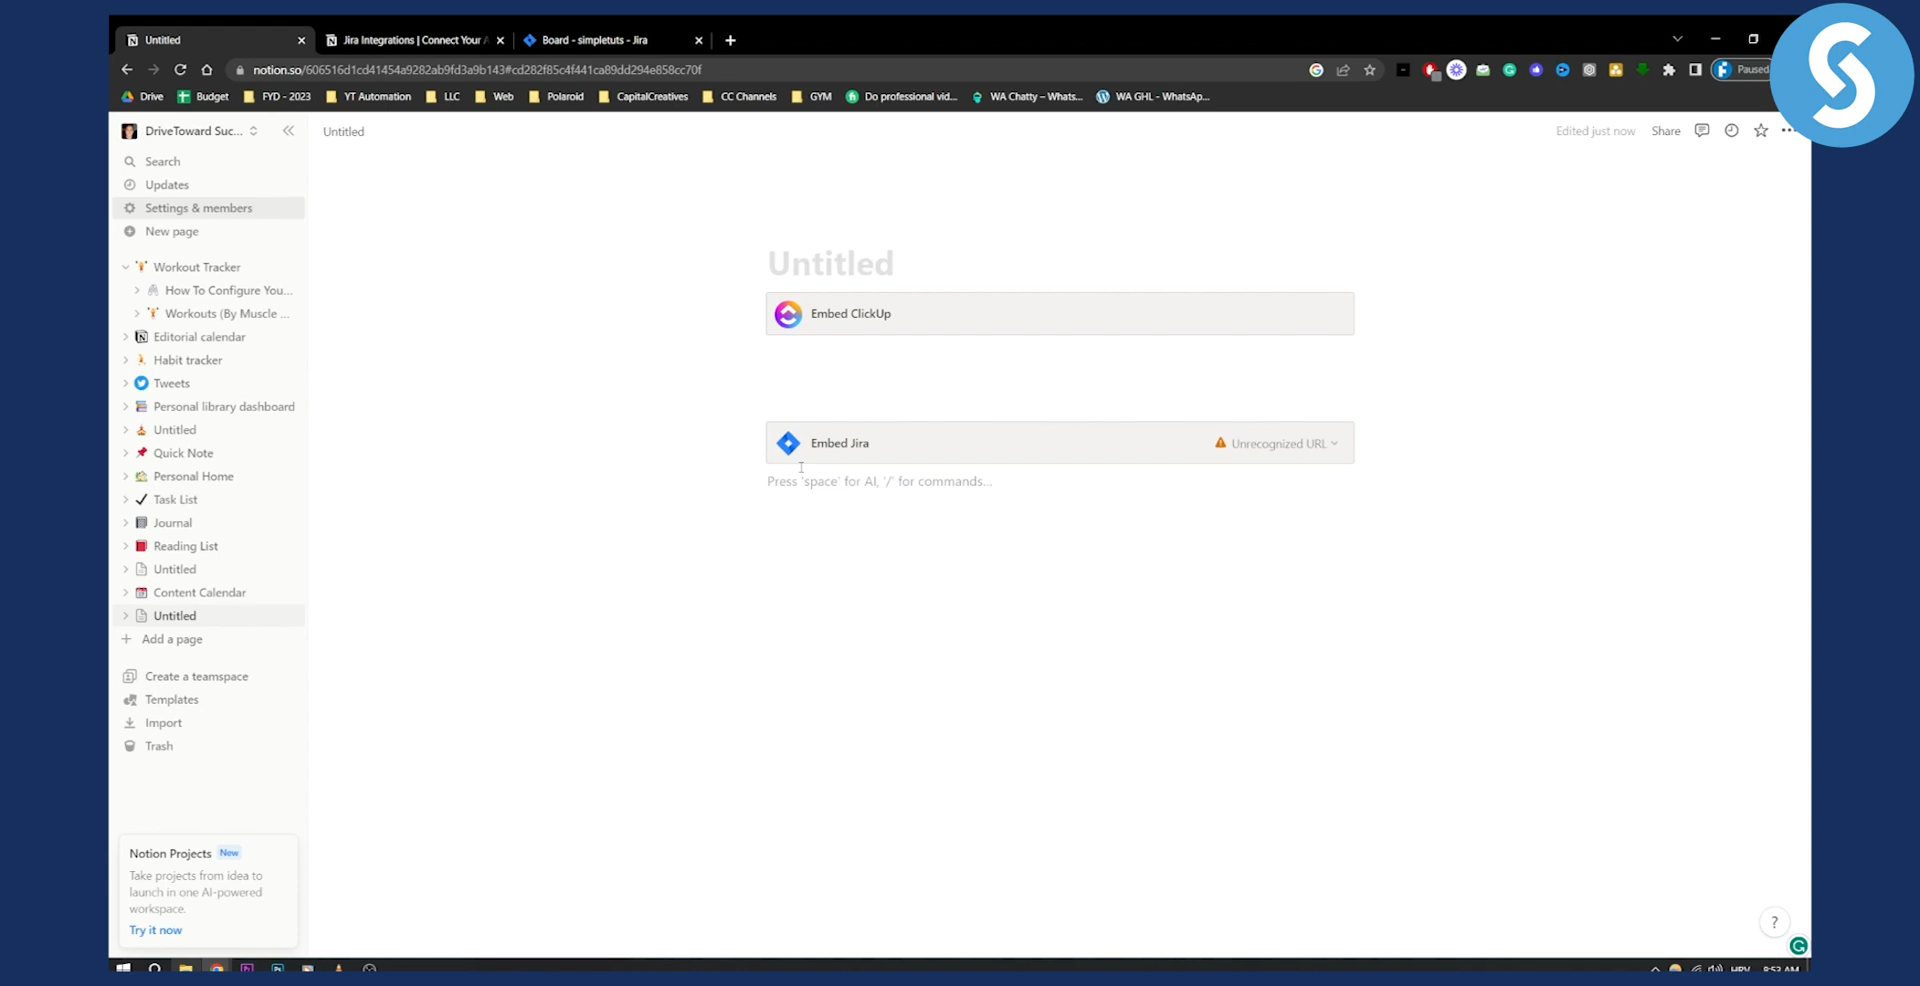 Untitled
Jira Integrations | Connect Your A
Board - simpletuts - Jira
notion.so/606516d1cd41454a9282ab9fd3a9b143#cd282f85c4f441ca89dd294e858cc70f
Paused
Drive
Budget
FYD - 2023
YT Automation
LLC
Web
Polaroid
CapitalCreatives
CC Channels
GYM
Do professional vid...
WA Chatty – Whats...
WA GHL - WhatsAp...
DriveToward Suc...
Untitled
Edited just now
Share
Search
Updates
Settings & members
New page
Workout Tracker
How To Configure You...
Workouts (By Muscle ...
Editorial calendar
Habit tracker
Tweets
Personal library dashboard
Untitled
Quick Note
Personal Home
Task List
Journal
Reading List
Untitled
Content Calendar
Untitled
Add a page
Create a teamspace
Templates
Import
Trash
Notion Projects New
Take projects from idea to
launch in one AI-powered
workspace.
Try it now
Untitled
Embed ClickUp
Embed Jira
Unrecognized URL
Press 'space' for AI, '/' for commands...
?
HRV
8:53 AM